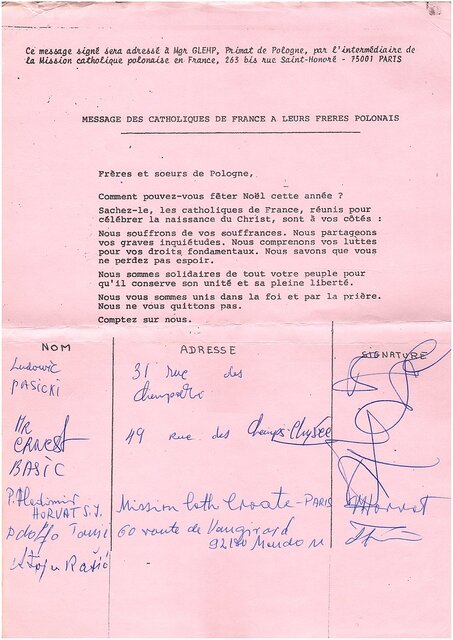 Ce message signé sera adressé à Mgr GLEMP, Primat de Pologne, par l'intermédiaire de
la Mission catholique polonaise en France, 263 bis rue Saint-Honoré - 75001 PARIS
MESSAGE DES CATHOLIQUES DE FRANCE A LEURS FRERES POLONAIS
Frères et soeurs de Pologne,
Comment pouvez-vous fêter Noël cette année ?
Sachez-le, les catholiques de France, réunis pour
célébrer la naissance du Christ, sont à vos côtés :
Nous souffrons de vos souffrances. Nous partageons
vos graves inquiétudes. Nous comprenons vos luttes
pour vos droits fondamentaux. Nous savons que vous
ne perdez pas espoir.
Nous sommes solidaires de tout votre peuple pour
qu'il conserve son unité et sa pleine liberté.
Nous vous sommes unis dans la foi et par la prière.
Nous ne vous quittons pas.
Comptez sur nous.
NOM ADRESSE SIGNATURE
Ludowic 31 rue des
PASICKI
Mr 49 Rue des Champs-Elysée
ERNEST
BASIC
P. Vladimir Mission Cath Croate-PARIS Horvat
HORVAT S.J.
Adolfo 60 route de Vaugirard
92190 Meudon
Stojan Rašić